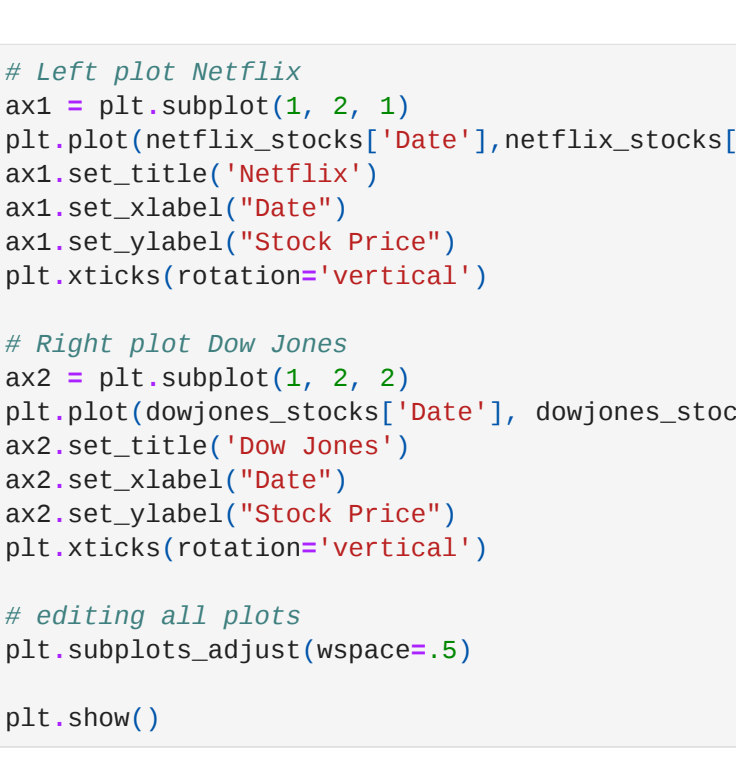 # Left plot Netflix
ax1 = plt.subplot(1, 2, 1)
plt.plot(netflix_stocks['Date'],netflix_stocks[
ax1.set_title('Netflix')
ax1.set_xlabel("Date")
ax1.set_ylabel("Stock Price")
plt.xticks(rotation='vertical')
# Right plot Dow Jones
ax2 = plt.subplot(1, 2, 2)
plt.plot(dowjones_stocks['Date'], dowjones_stoc
ax2.set_title('Dow Jones')
ax2.set_xlabel("Date")
ax2.set_ylabel("Stock Price")
plt.xticks(rotation='vertical')
# editing all plots
plt.subplots_adjust(wspace=.5)
plt.show()